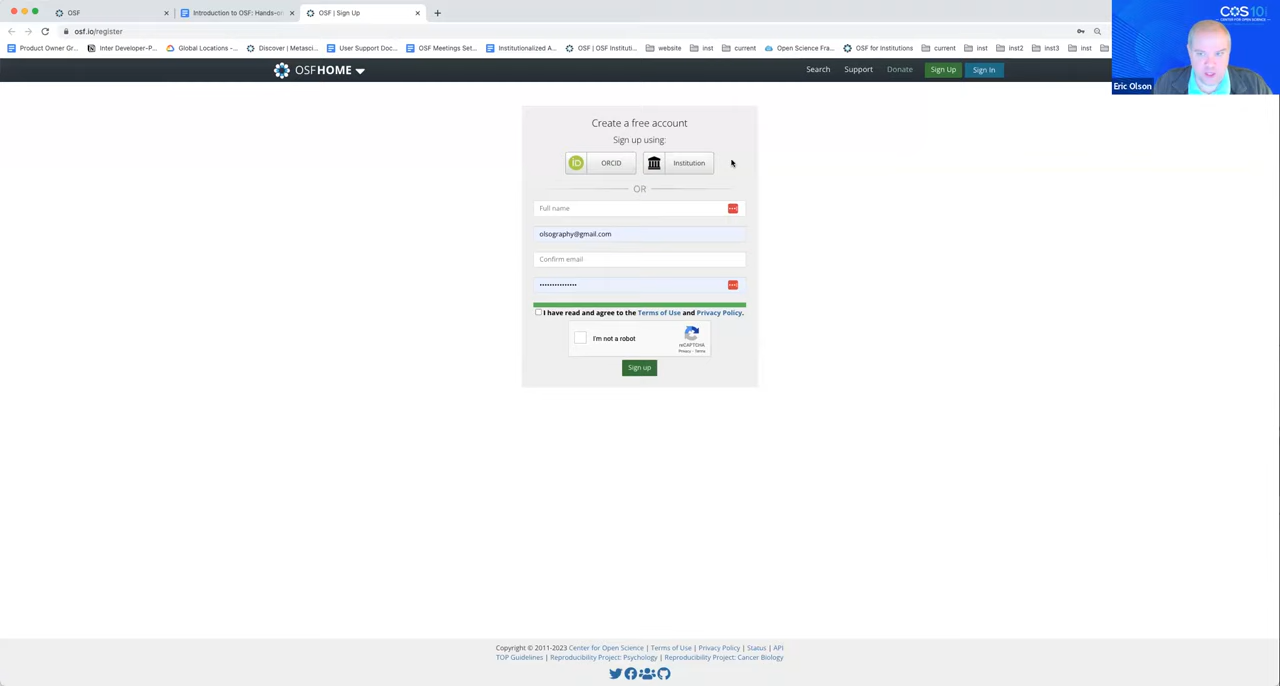 OSF
Introduction to OSF: Hands-on
OSF | Sign Up
osf.io/register
Product Owner Gr...
Inter Developer-P...
Global Locations -...
Discover | Metasci...
User Support Doc...
OSF Meetings Set...
Institutionalized A...
OSF | OSF Instituti...
website
inst
current
Open Science Fra...
OSF for Institutions
current
inst
inst2
inst3
inst
COS10
CENTER FOR OPEN SCIENCE
Eric Olson
OSFHOME
Search
Support
Donate
Sign Up
Sign In
Create a free account
Sign up using:
iD
ORCID
Institution
OR
Full name
olsography@gmail.com
Confirm email
I have read and agree to the Terms of Use and Privacy Policy.
I'm not a robot
reCAPTCHA
Privacy - Terms
Sign up
Copyright © 2011-2023 Center for Open Science | Terms of Use | Privacy Policy | Status | API
TOP Guidelines | Reproducibility Project: Psychology | Reproducibility Project: Cancer Biology